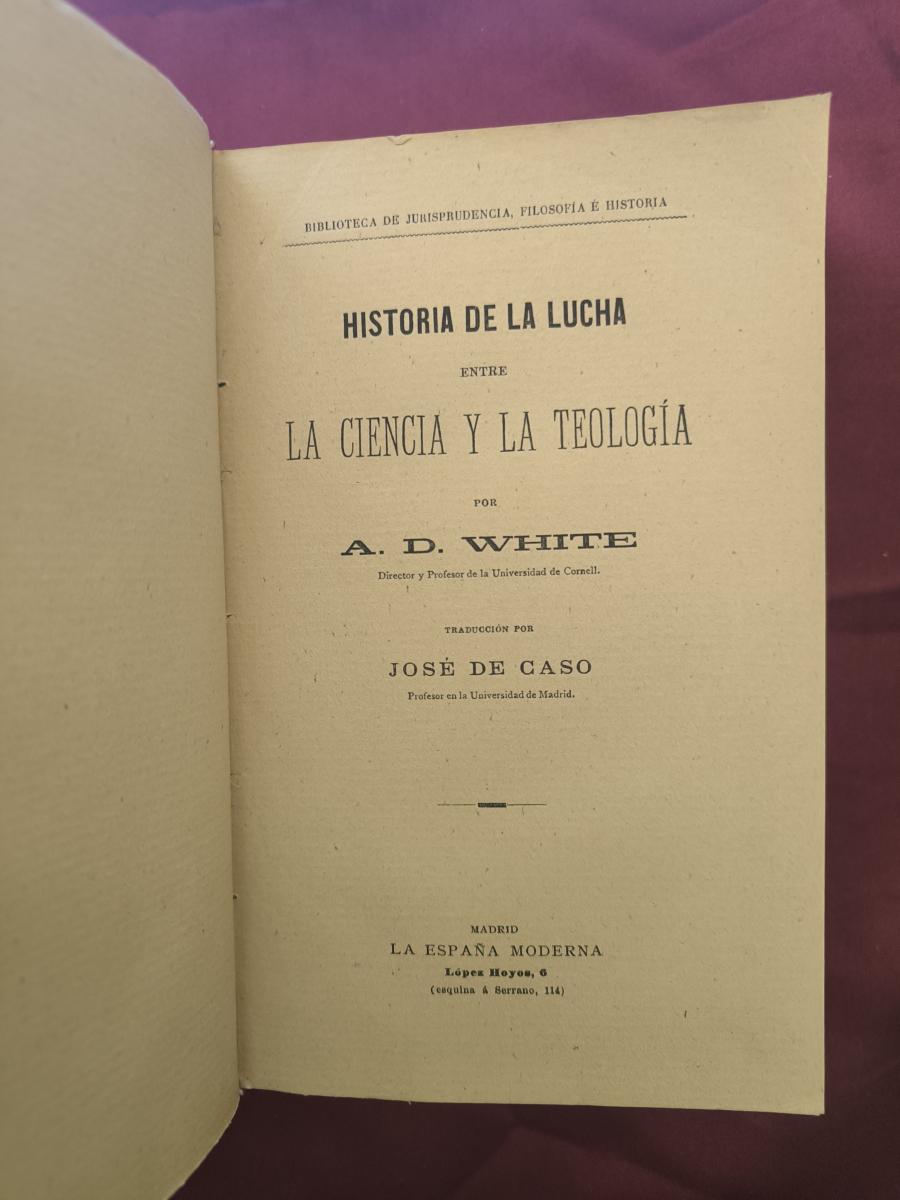 BIBLIOTECA DE JURISPRUDENCIA, FILOSOFÍA É HISTORIA
HISTORIA DE LA LUCHA
ENTRE
LA CIENCIA Y LA TEOLOGÍA
POR
A. D. WHITE
Director y Profesor de la Universidad de Cornell.
TRADUCCIÓN POR
JOSÉ DE CASO
Profesor en la Universidad de Madrid.
MADRID
LA ESPAÑA MODERNA
López Hoyos, 6
(esquina á Serrano, 114)